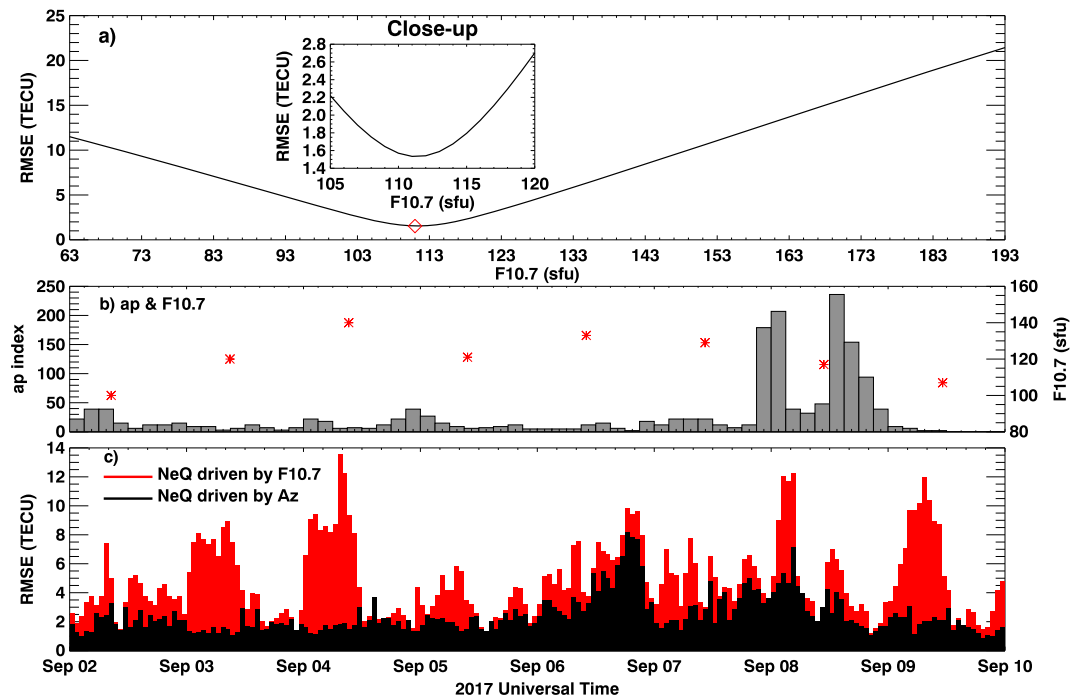 a)
Close-up
RMSE (TECU)
25
20
15
10
5
0
RMSE (TECU)
2.8
2.6
2.4
2.2
2.0
1.8
1.6
1.4
105 110 115 120
F10.7 (sfu)
63 73 83 93 103 113 123 133 143 153 163 173 183 193
F10.7 (sfu)
b) ap & F10.7
ap index
250
200
150
100
50
0
160
140
120
100
80
F10.7 (sfu)
c)
NeQ driven by F10.7
NeQ driven by Az
RMSE (TECU)
14
12
10
8
6
4
2
0
Sep 02 Sep 03 Sep 04 Sep 05 Sep 06 Sep 07 Sep 08 Sep 09 Sep 10
2017 Universal Time